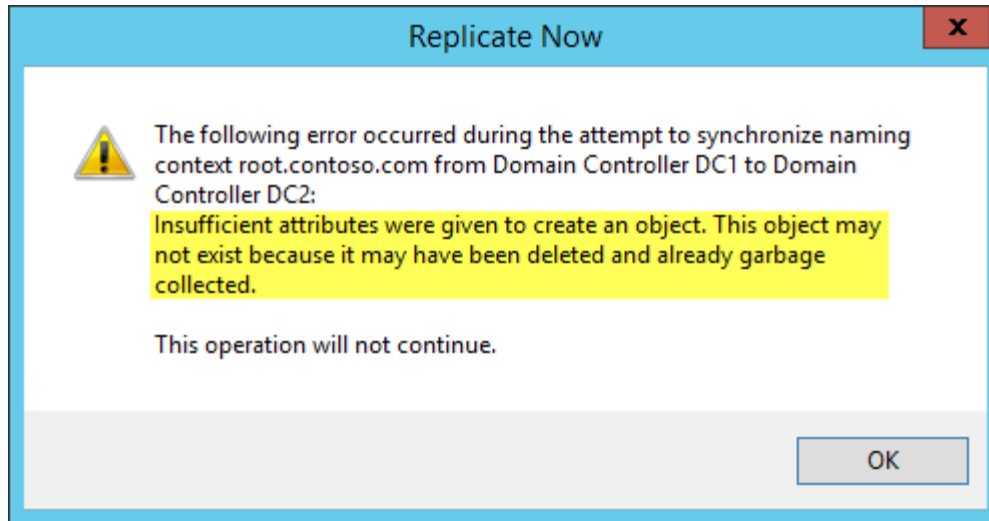 Replicate Now
x
The following error occurred during the attempt to synchronize naming
context root.contoso.com from Domain Controller DC1 to Domain
Controller DC2:
Insufficient attributes were given to create an object. This object may
not exist because it may have been deleted and already garbage
collected.
This operation will not continue.
OK